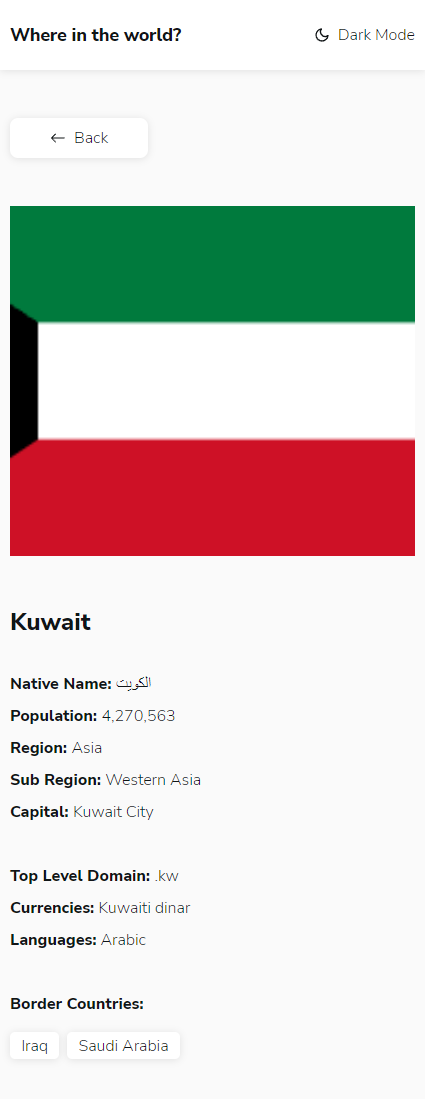 Where in the world? Dark Mode
Back
Kuwait
Native Name: الكويت
Population: 4,270,563
Region: Asia
Sub Region: Western Asia
Capital: Kuwait City
Top Level Domain: .kw
Currencies: Kuwaiti dinar
Languages: Arabic
Border Countries:
Iraq Saudi Arabia